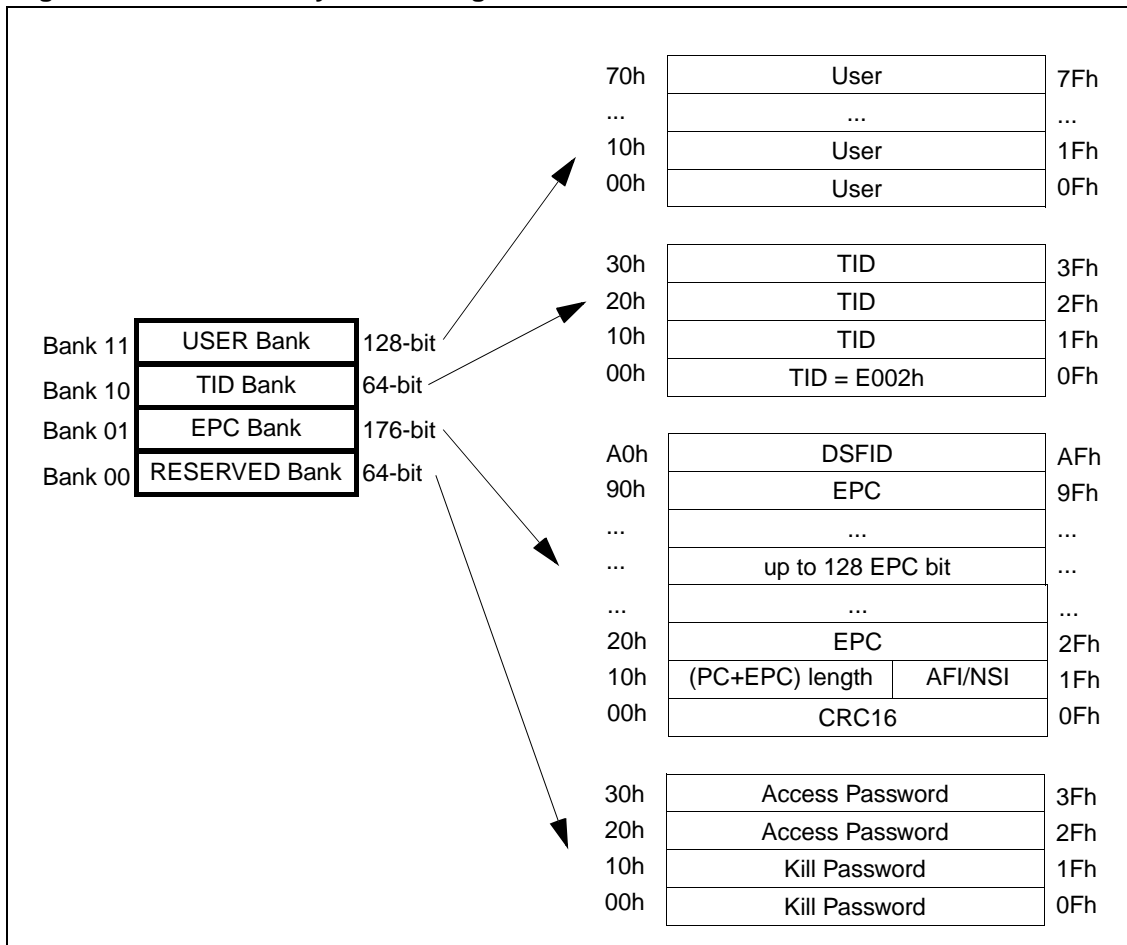 70h User 7Fh
... ... ...
10h User 1Fh
00h User 0Fh
30h TID 3Fh
20h TID 2Fh
10h TID 1Fh
00h TID = E002h 0Fh
Bank 11 USER Bank 128-bit
Bank 10 TID Bank 64-bit
Bank 01 EPC Bank 176-bit
Bank 00 RESERVED Bank 64-bit
A0h DSFID AFh
90h EPC 9Fh
... ... ...
... up to 128 EPC bit ...
... ... ...
20h EPC 2Fh
10h (PC+EPC) length AFI/NSI 1Fh
00h CRC16 0Fh
30h Access Password 3Fh
20h Access Password 2Fh
10h Kill Password 1Fh
00h Kill Password 0Fh